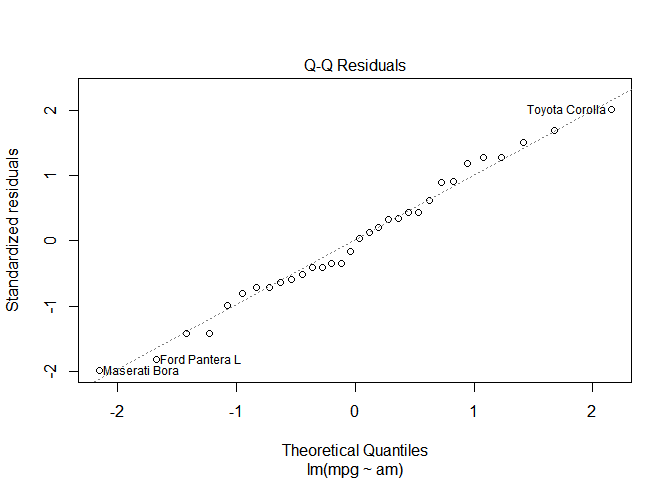 Q-Q Residuals
Standardized residuals
2
1
0
-1
-2
Toyota Corolla
Ford Pantera L
Maserati Bora
-2 -1 0 1 2
Theoretical Quantiles
lm(mpg ~ am)